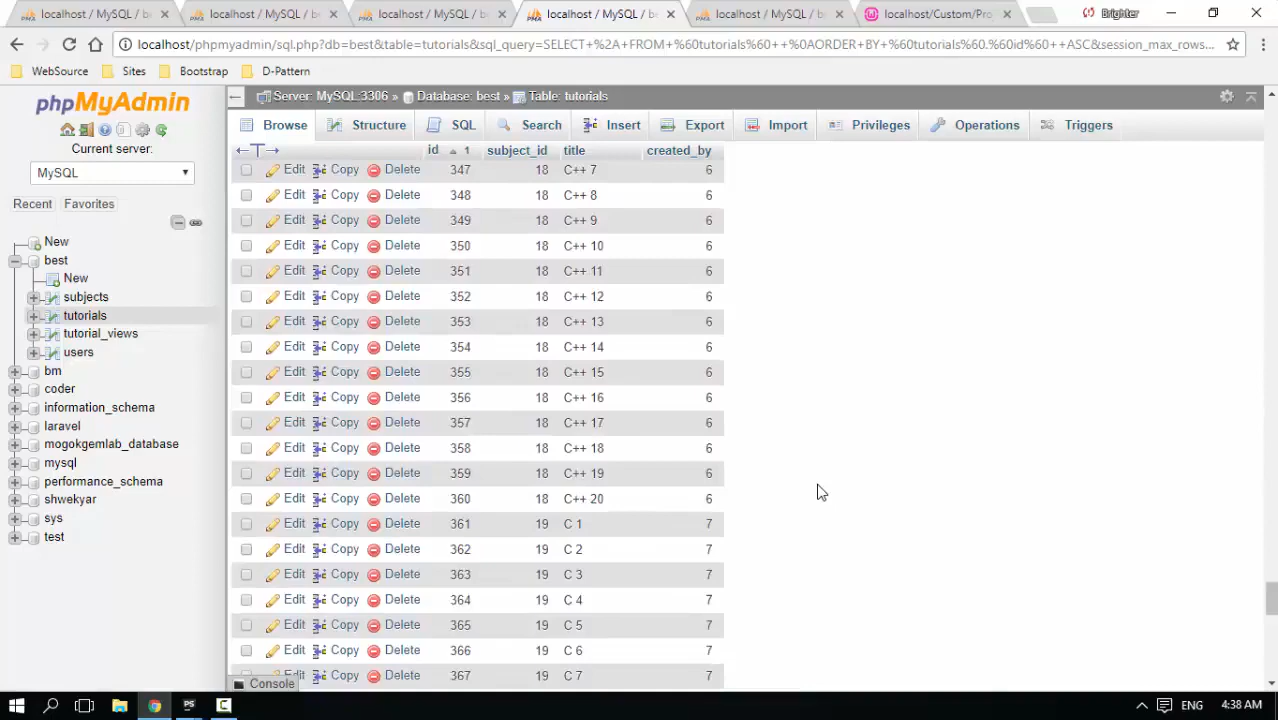 localhost / MySQL / b
localhost / MySQL / be
localhost / MySQL / be
localhost / MySQL / be
localhost / MySQL / be
localhost/Custom/Pro
Brighter
localhost/phpmyadmin/sql.php?db=best&table=tutorials&sql_query=SELECT+%2A+FROM+%60tutorials%60++%0AORDER+BY+%60tutorials%60.%60id%60++ASC&session_max_rows...
WebSource
Sites
Bootstrap
D-Pattern
phpMyAdmin
Current server:
MySQL
Recent
Favorites
New
best
New
subjects
tutorials
tutorial_views
users
bm
coder
information_schema
laravel
mogokgemlab_database
mysql
performance_schema
shwekyar
sys
test
Server: MySQL:3306 » Database: best » Table: tutorials
Browse Structure SQL Search Insert Export Import Privileges Operations Triggers
id 1 subject_id title created_by
Edit Copy Delete 347 18 C++ 7 6
Edit Copy Delete 348 18 C++ 8 6
Edit Copy Delete 349 18 C++ 9 6
Edit Copy Delete 350 18 C++ 10 6
Edit Copy Delete 351 18 C++ 11 6
Edit Copy Delete 352 18 C++ 12 6
Edit Copy Delete 353 18 C++ 13 6
Edit Copy Delete 354 18 C++ 14 6
Edit Copy Delete 355 18 C++ 15 6
Edit Copy Delete 356 18 C++ 16 6
Edit Copy Delete 357 18 C++ 17 6
Edit Copy Delete 358 18 C++ 18 6
Edit Copy Delete 359 18 C++ 19 6
Edit Copy Delete 360 18 C++ 20 6
Edit Copy Delete 361 19 C 1 7
Edit Copy Delete 362 19 C 2 7
Edit Copy Delete 363 19 C 3 7
Edit Copy Delete 364 19 C 4 7
Edit Copy Delete 365 19 C 5 7
Edit Copy Delete 366 19 C 6 7
Edit Copy Delete 367 19 C 7 7
Console
ENG 4:38 AM